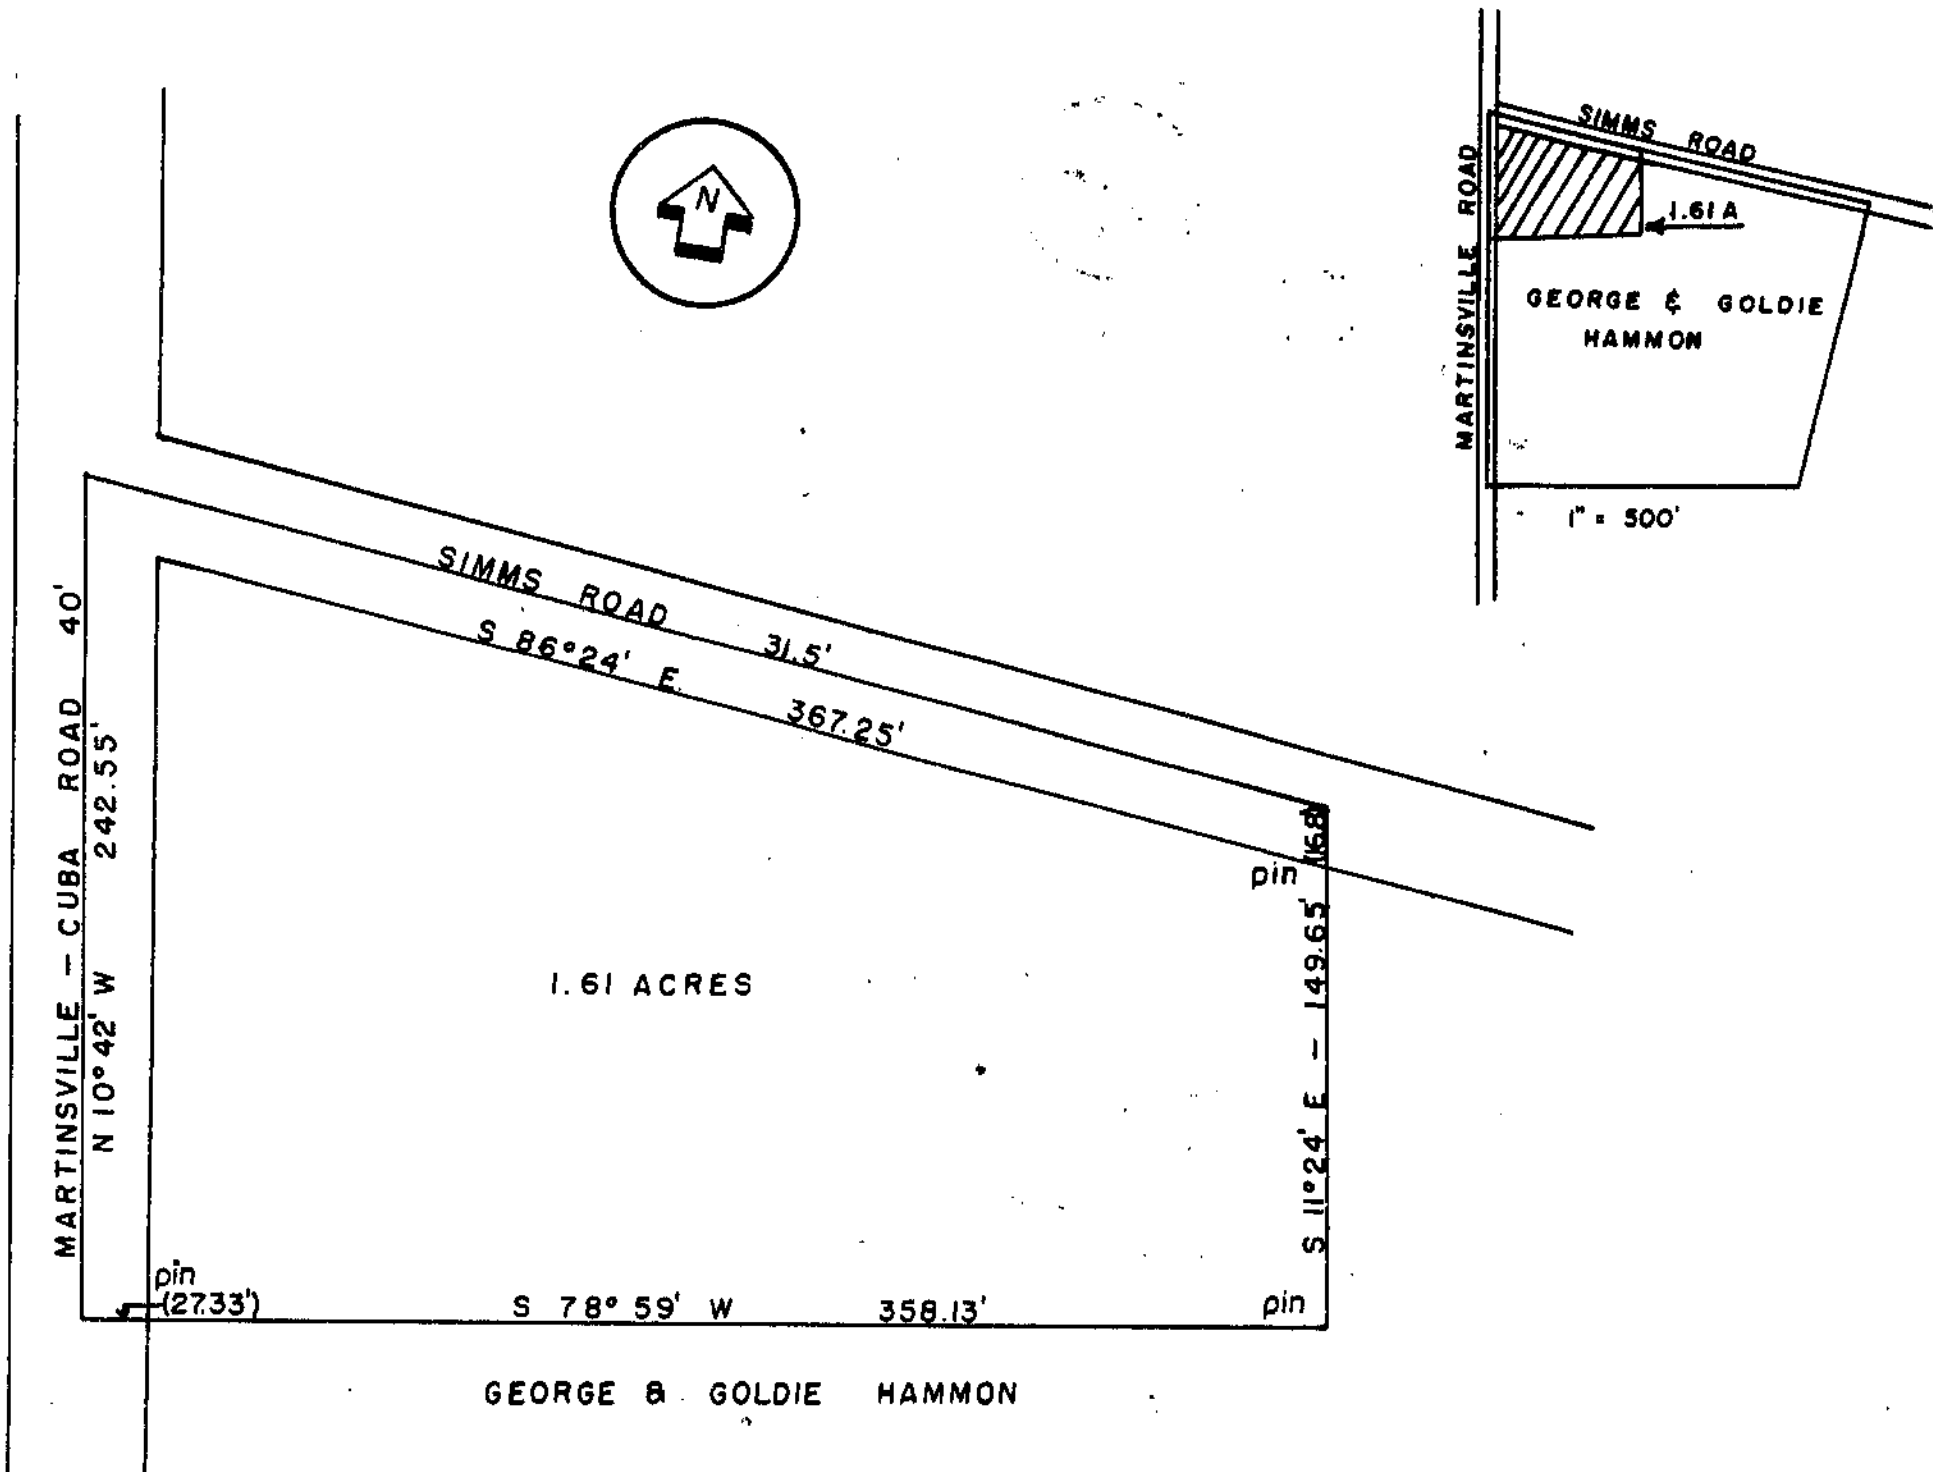 N
SIMMS ROAD
MARTINSVILLE ROAD
1.61 A
GEORGE & GOLDIE
HAMMON
1" = 500'
SIMMS ROAD 31.5'
S 86°24' E 367.25'
MARTINSVILLE - CUBA ROAD 40'
N 10°42' W 242.55'
(16.8')
pin
S 11°24' E - 149.65'
1.61 ACRES
pin
(27.33')
S 78°59' W 358.13'
pin
GEORGE & GOLDIE HAMMON